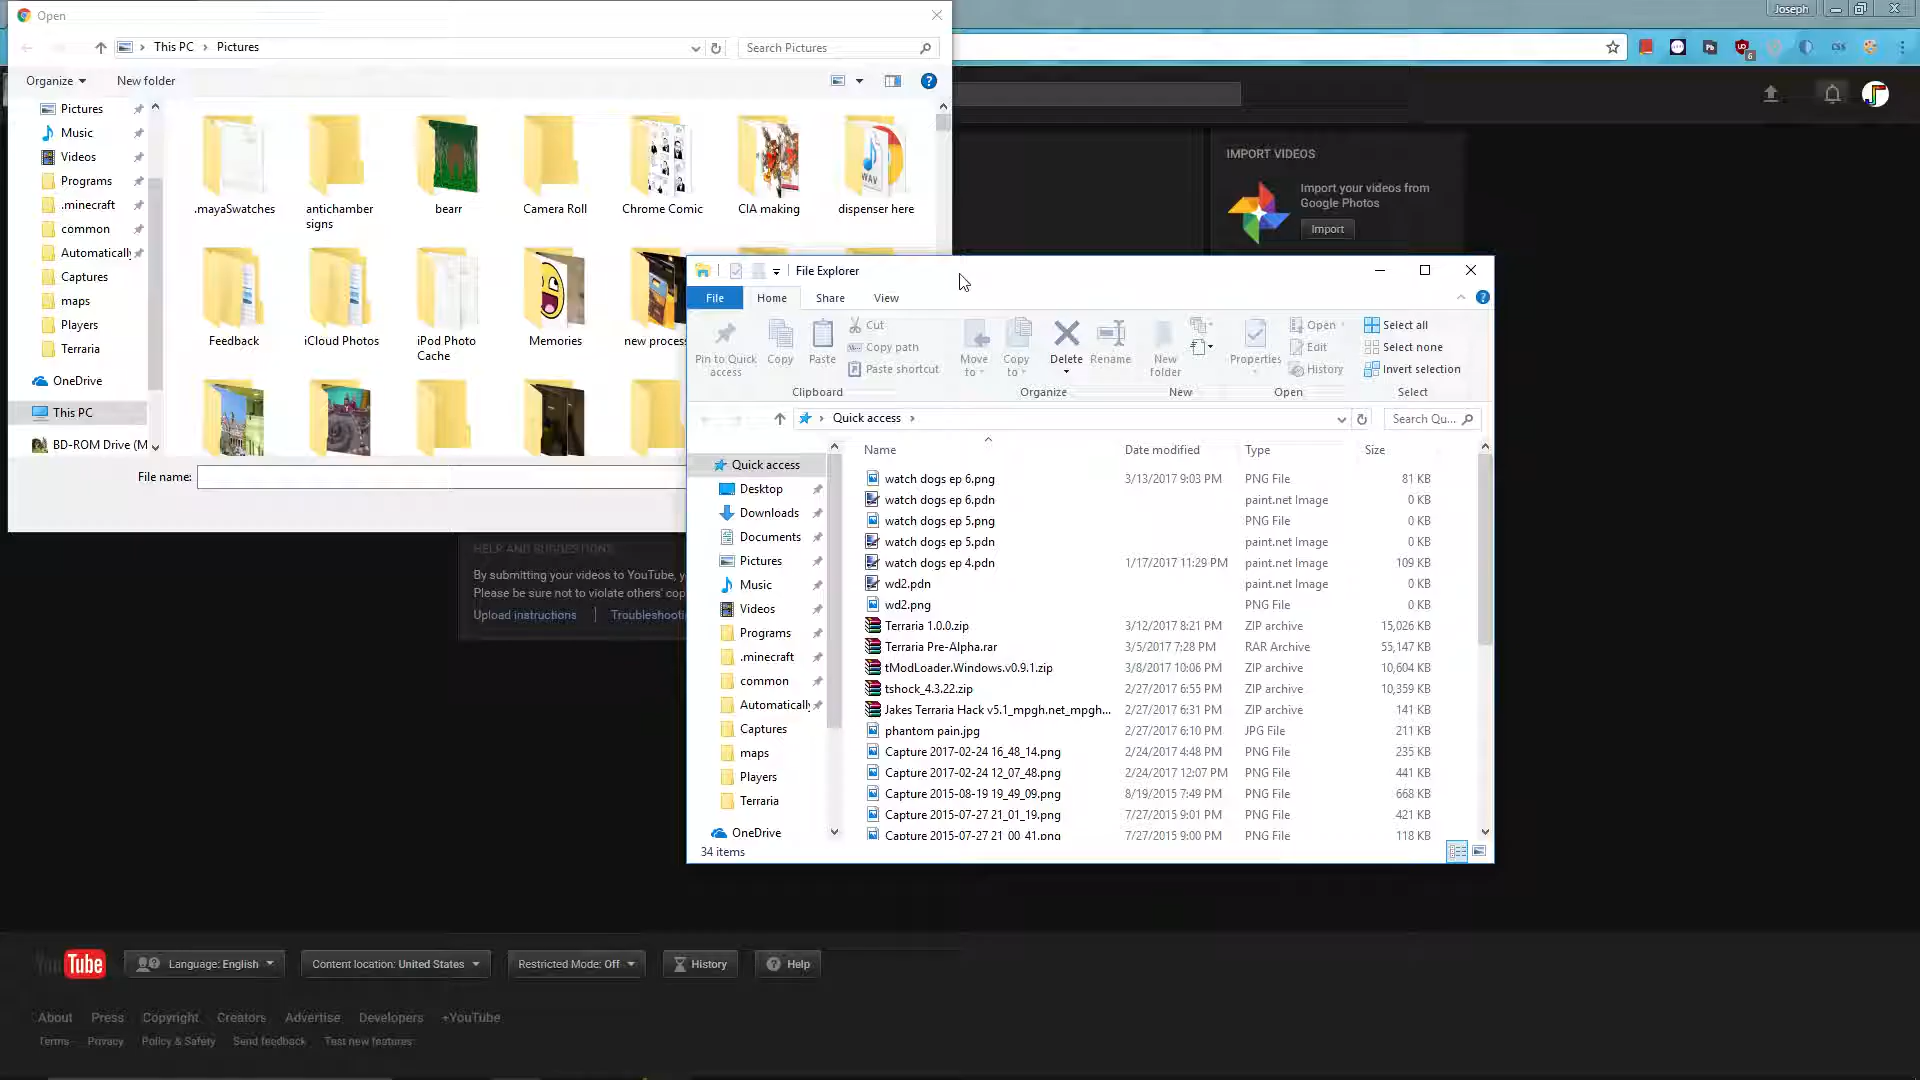 Open
Joseph
This PC > Pictures
Search Pictures
Organize
New folder
Pictures
Music
Videos
Programs
.minecraft
common
Automatically
Captures
maps
Players
Terraria
OneDrive
This PC
BD-ROM Drive (M
.mayaSwatches
antichamber
signs
bearr
Camera Roll
Chrome Comic
CIA making
dispenser here
WAV
Feedback
iCloud Photos
iPod Photo
Cache
Memories
new process
File name:
IMPORT VIDEOS
Import your videos from
Google Photos
Import
HELP AND SUGGESTIONS
By submitting your videos to YouTube, y
Please be sure not to violate others' cop
Upload instructions
Troubleshooti
File Explorer
File
Home
Share
View
Pin to Quick
access
Copy
Paste
Cut
Copy path
Paste shortcut
Clipboard
Move
to
Copy
to
Delete
Rename
Organize
New
folder
New
Properties
Open
Edit
History
Open
Select all
Select none
Invert selection
Select
Quick access
Search Qu...
Quick access
Desktop
Downloads
Documents
Pictures
Music
Videos
Programs
.minecraft
common
Automatically
Captures
maps
Players
Terraria
OneDrive
Name Date modified Type Size
watch dogs ep 6.png 3/13/2017 9:03 PM PNG File 81 KB
watch dogs ep 6.pdn paint.net Image 0 KB
watch dogs ep 5.png PNG File 0 KB
watch dogs ep 5.pdn paint.net Image 0 KB
watch dogs ep 4.pdn 1/17/2017 11:29 PM paint.net Image 109 KB
wd2.pdn paint.net Image 0 KB
wd2.png PNG File 0 KB
Terraria 1.0.0.zip 3/12/2017 8:21 PM ZIP archive 15,026 KB
Terraria Pre-Alpha.rar 3/5/2017 7:28 PM RAR Archive 55,147 KB
tModLoader.Windows.v0.9.1.zip 3/8/2017 10:06 PM ZIP archive 10,604 KB
tshock_4.3.22.zip 2/27/2017 6:55 PM ZIP archive 10,359 KB
Jakes Terraria Hack v5.1_mpgh.net_mpgh... 2/27/2017 6:31 PM ZIP archive 141 KB
phantom pain.jpg 2/27/2017 6:10 PM JPG File 211 KB
Capture 2017-02-24 16_48_14.png 2/24/2017 4:48 PM PNG File 235 KB
Capture 2017-02-24 12_07_48.png 2/24/2017 12:07 PM PNG File 441 KB
Capture 2015-08-19 19_49_09.png 8/19/2015 7:49 PM PNG File 668 KB
Capture 2015-07-27 21_01_19.png 7/27/2015 9:01 PM PNG File 421 KB
Capture 2015-07-27 21_00_41.png 7/27/2015 9:00 PM PNG File 118 KB
34 items
YouTube
Language: English
Content location: United States
Restricted Mode: Off
History
Help
About Press Copyright Creators Advertise Developers +YouTube
Terms Privacy Policy & Safety Send feedback Test new features